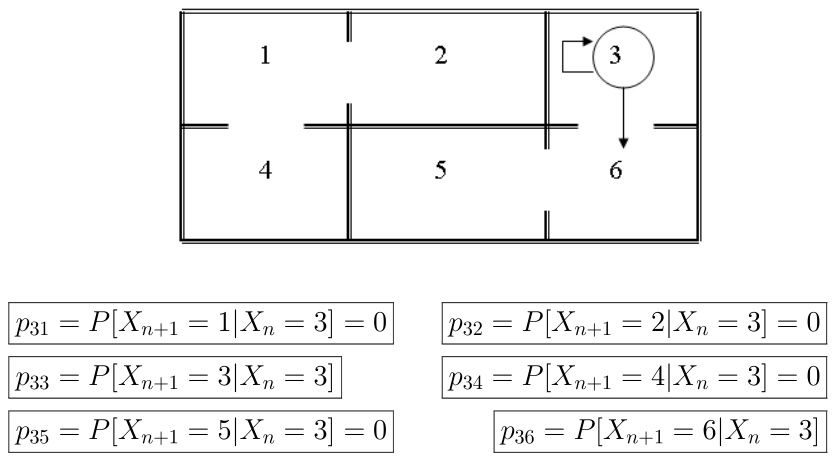 1 2 3
4 5 6
p₃₁ = P[Xₙ₊₁ = 1|Xₙ = 3] = 0 p₃₂ = P[Xₙ₊₁ = 2|Xₙ = 3] = 0
p₃₃ = P[Xₙ₊₁ = 3|Xₙ = 3] p₃₄ = P[Xₙ₊₁ = 4|Xₙ = 3] = 0
p₃₅ = P[Xₙ₊₁ = 5|Xₙ = 3] = 0 p₃₆ = P[Xₙ₊₁ = 6|Xₙ = 3]